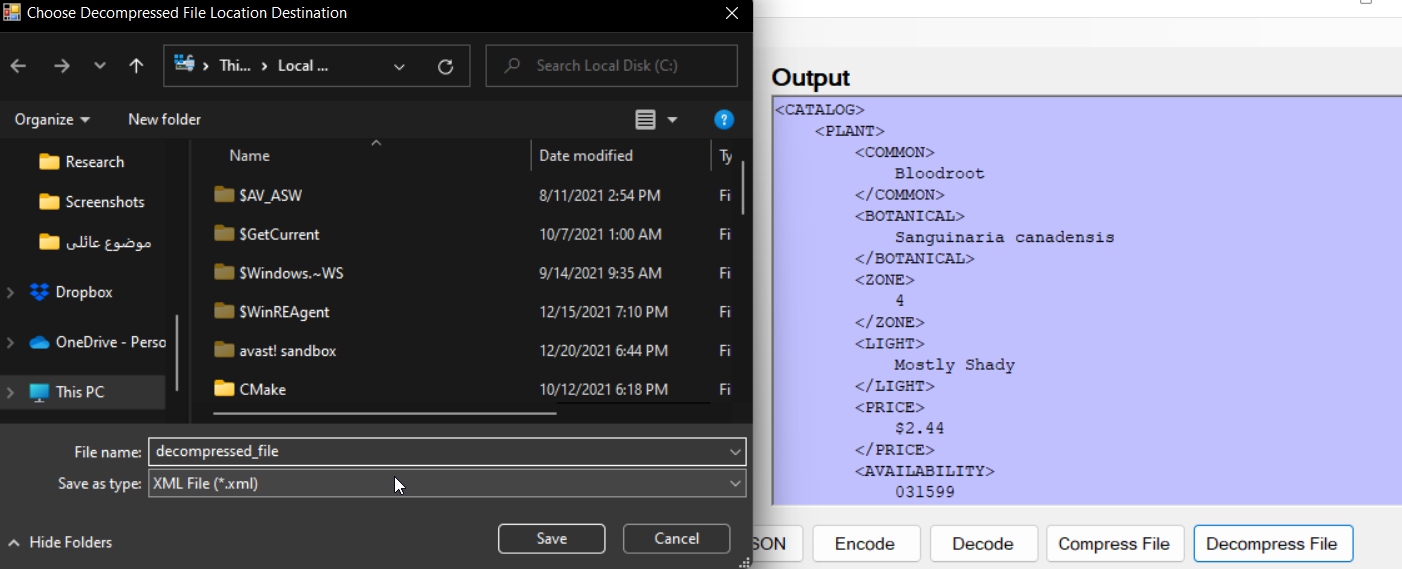 Choose Decompressed File Location Destination
Thi... Local ...
Search Local Disk (C:)
Organize New folder
?
Research
Screenshots
موضوع عائلى
Dropbox
OneDrive - Perso
This PC
Name Date modified Ty
$AV_ASW 8/11/2021 2:54 PM Fi
$GetCurrent 10/7/2021 1:00 AM Fi
$Windows.~WS 9/14/2021 9:35 AM Fi
$WinREAgent 12/15/2021 7:10 PM Fi
avast! sandbox 12/20/2021 6:44 PM Fi
CMake 10/12/2021 6:18 PM Fi
File name: decompressed_file
Save as type: XML File (*.xml)
Hide Folders
Save Cancel
Output
<CATALOG>
<PLANT>
<COMMON>
Bloodroot
</COMMON>
<BOTANICAL>
Sanguinaria canadensis
</BOTANICAL>
<ZONE>
4
</ZONE>
<LIGHT>
Mostly Shady
</LIGHT>
<PRICE>
$2.44
</PRICE>
<AVAILABILITY>
031599
SON Encode Decode Compress File Decompress File